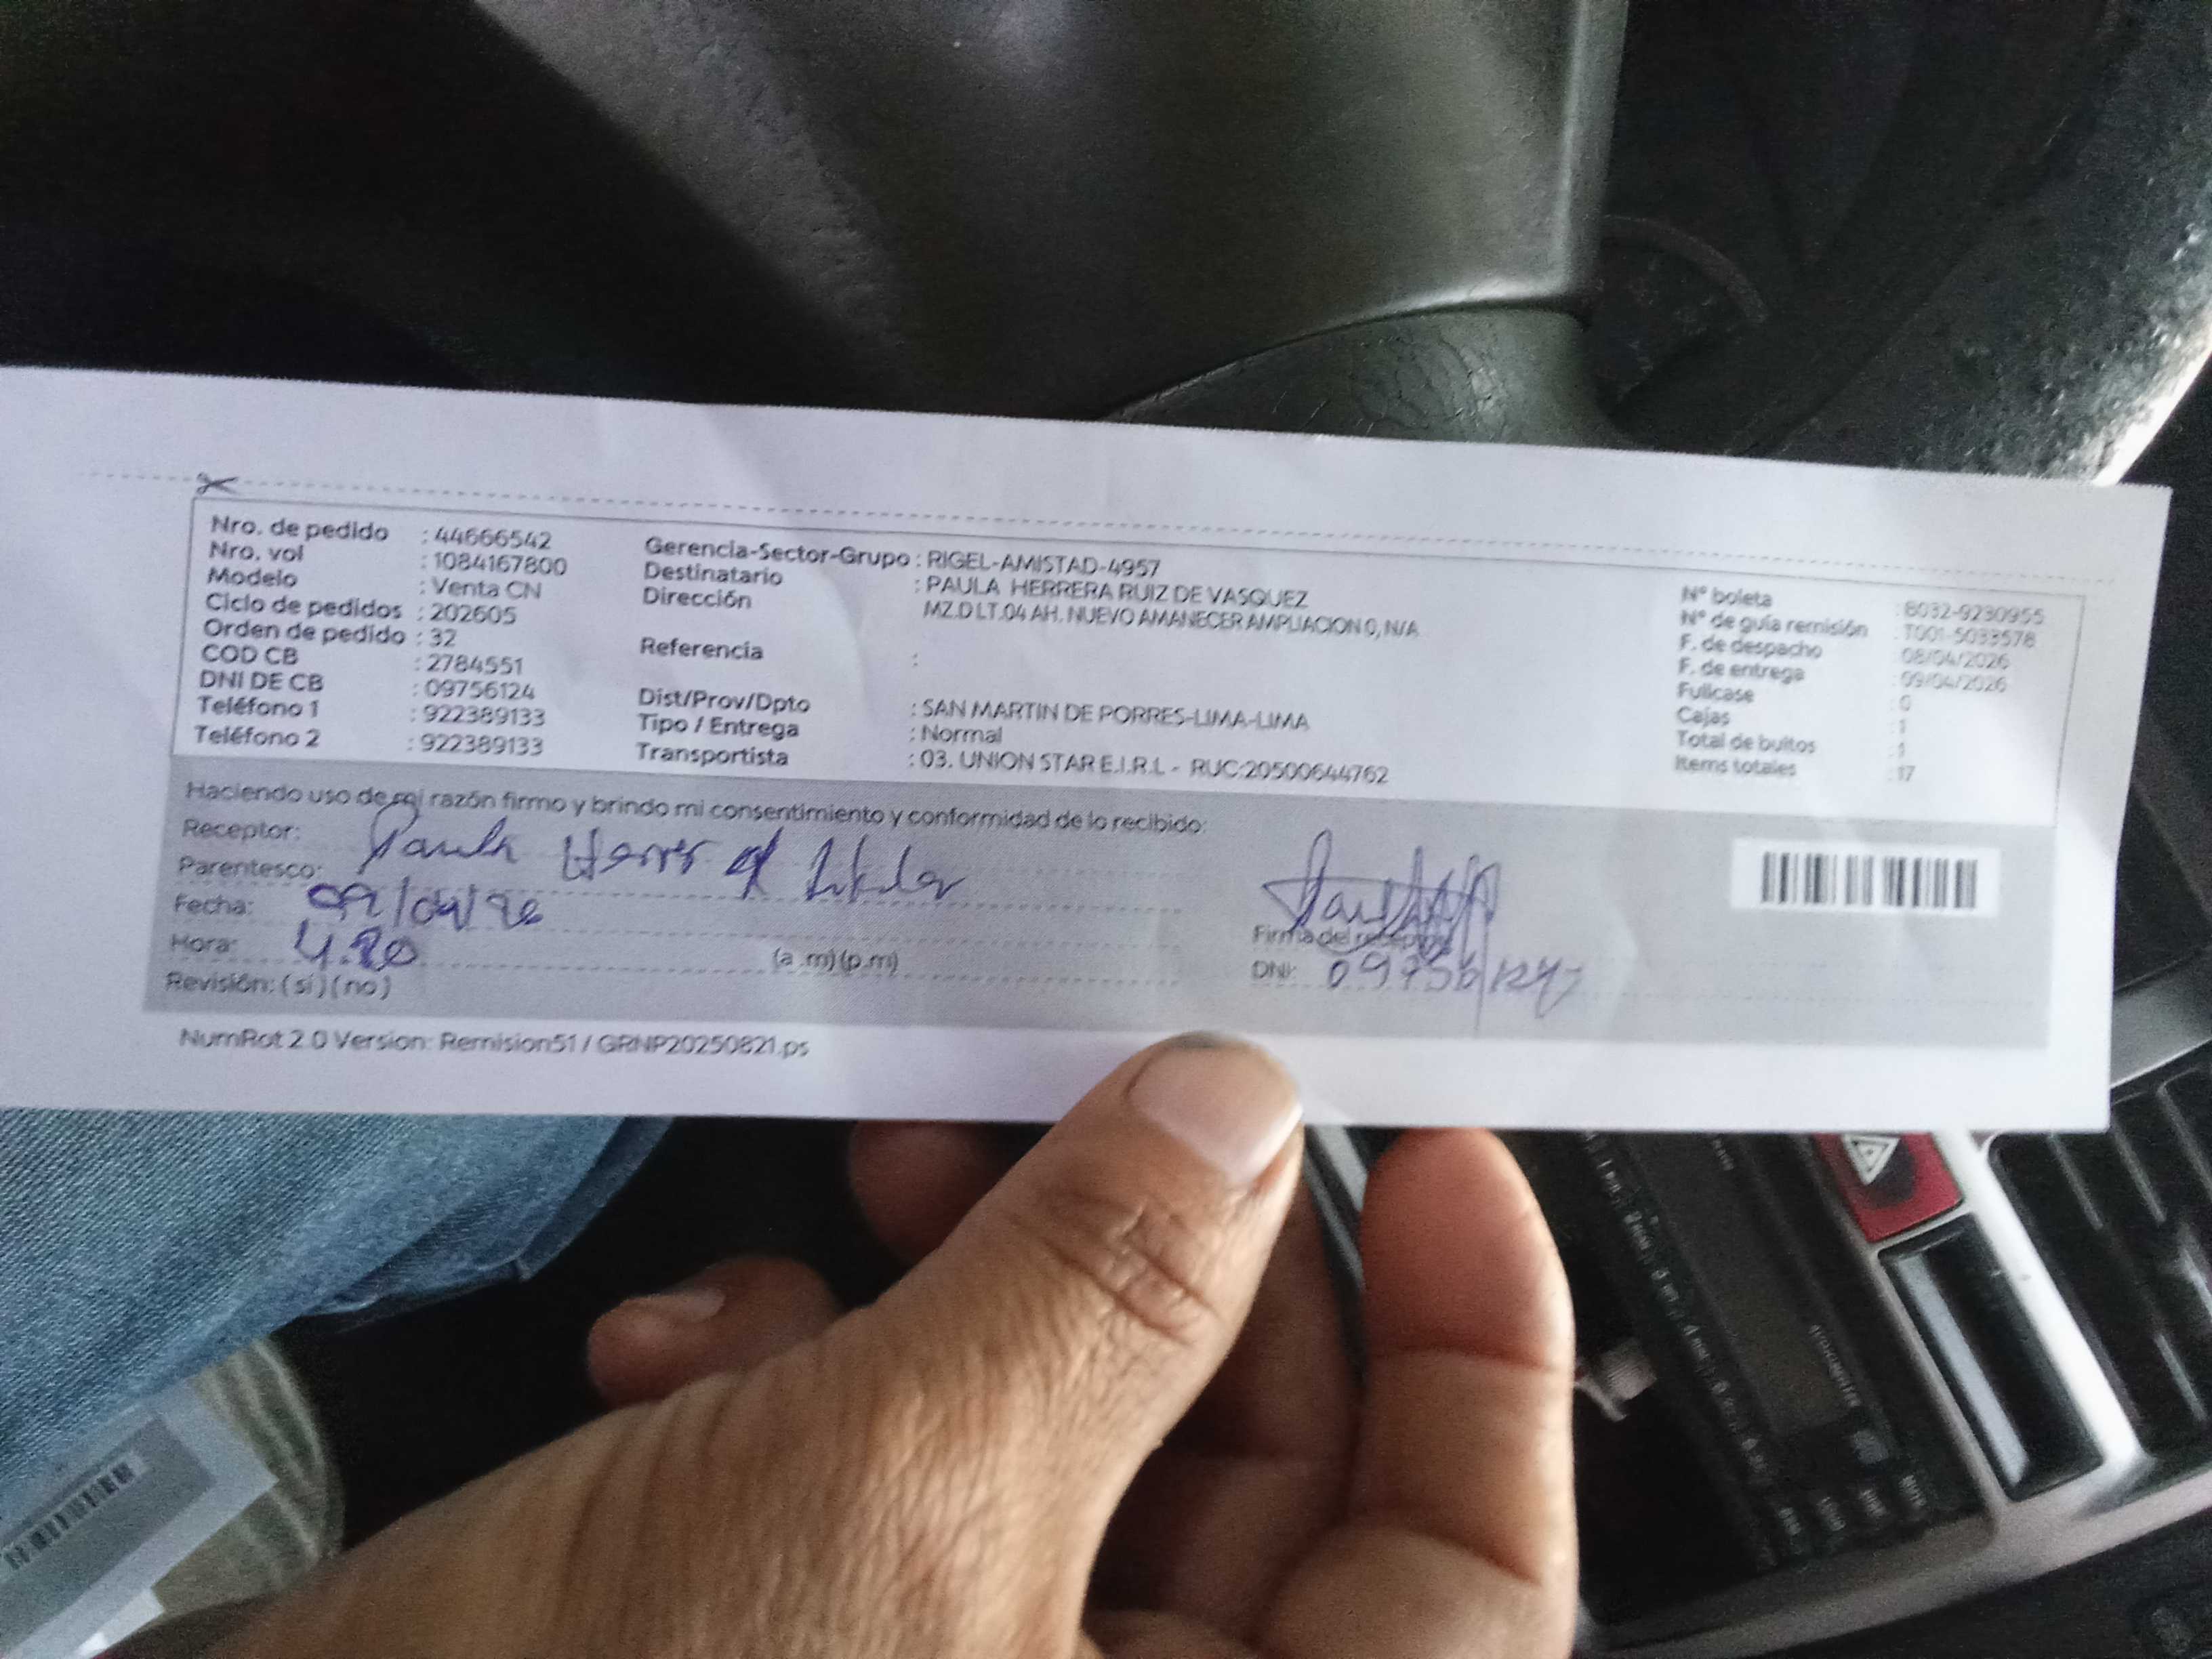 Nro. de pedido : 44666542
Nro. vol : 1084167800
Modelo : Venta CN
Ciclo de pedidos : 202605
Orden de pedido : 32
COD CB : 2784551
DNI DE CB : 09756124
Teléfono 1 : 922389133
Teléfono 2 : 922389133
Gerencia-Sector-Grupo : RIGEL-AMISTAD-4957
Destinatario : PAULA HERRERA RUIZ DE VASQUEZ
Dirección MZ.D LT.04 AH. NUEVO AMANECER AMPLIACION 0, N/A
Referencia :
Dist/Prov/Dpto : SAN MARTIN DE PORRES-LIMA-LIMA
Tipo / Entrega : Normal
Transportista : 03. UNION STAR E.I.R.L - RUC:20500644762
N° boleta : B032-9230955
N° de guía remisión : T001-5033578
F. de despacho : 08/04/2026
F. de entrega : 09/04/2026
Fullcase : 0
Cajas : 1
Total de bultos : 1
Items totales : 17
Haciendo uso de mi razón firmo y brindo mi consentimiento y conformidad de lo recibido:
Receptor: Paula
Parentesco:
Fecha: 09/04/26
Hora: (a .m) (p.m)
Revisión: ( si ) ( no )
Firma del receptor
DNI:
NumRot 2.0 Version: Remision51 / GRNP20250821.ps